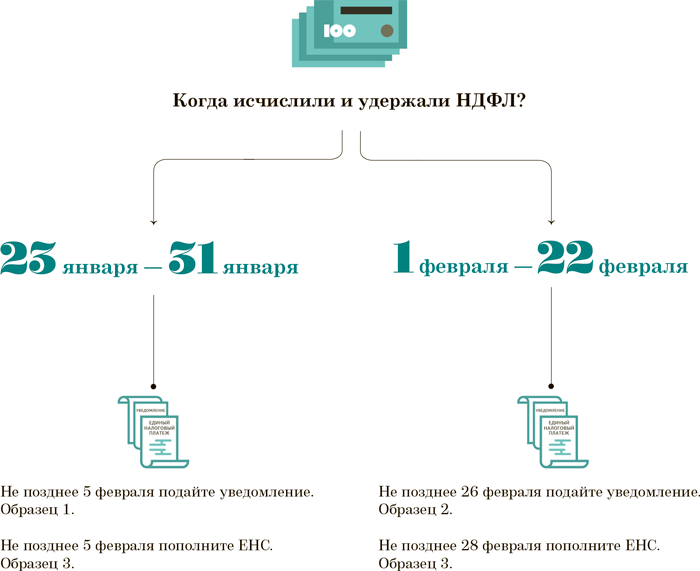 100
Когда исчислили и удержали НДФЛ?
23 января — 31 января
1 февраля — 22 февраля
УВЕДОМЛЕНИЕ
ЕДИНЫЙ
НАЛОГОВЫЙ
ПЛАТЕЖ
УВЕДОМЛЕНИЕ
ЕДИНЫЙ
НАЛОГОВЫЙ
ПЛАТЕЖ
Не позднее 5 февраля подайте уведомление.
Образец 1.
Не позднее 5 февраля пополните ЕНС.
Образец 3.
Не позднее 26 февраля подайте уведомление.
Образец 2.
Не позднее 28 февраля пополните ЕНС.
Образец 3.